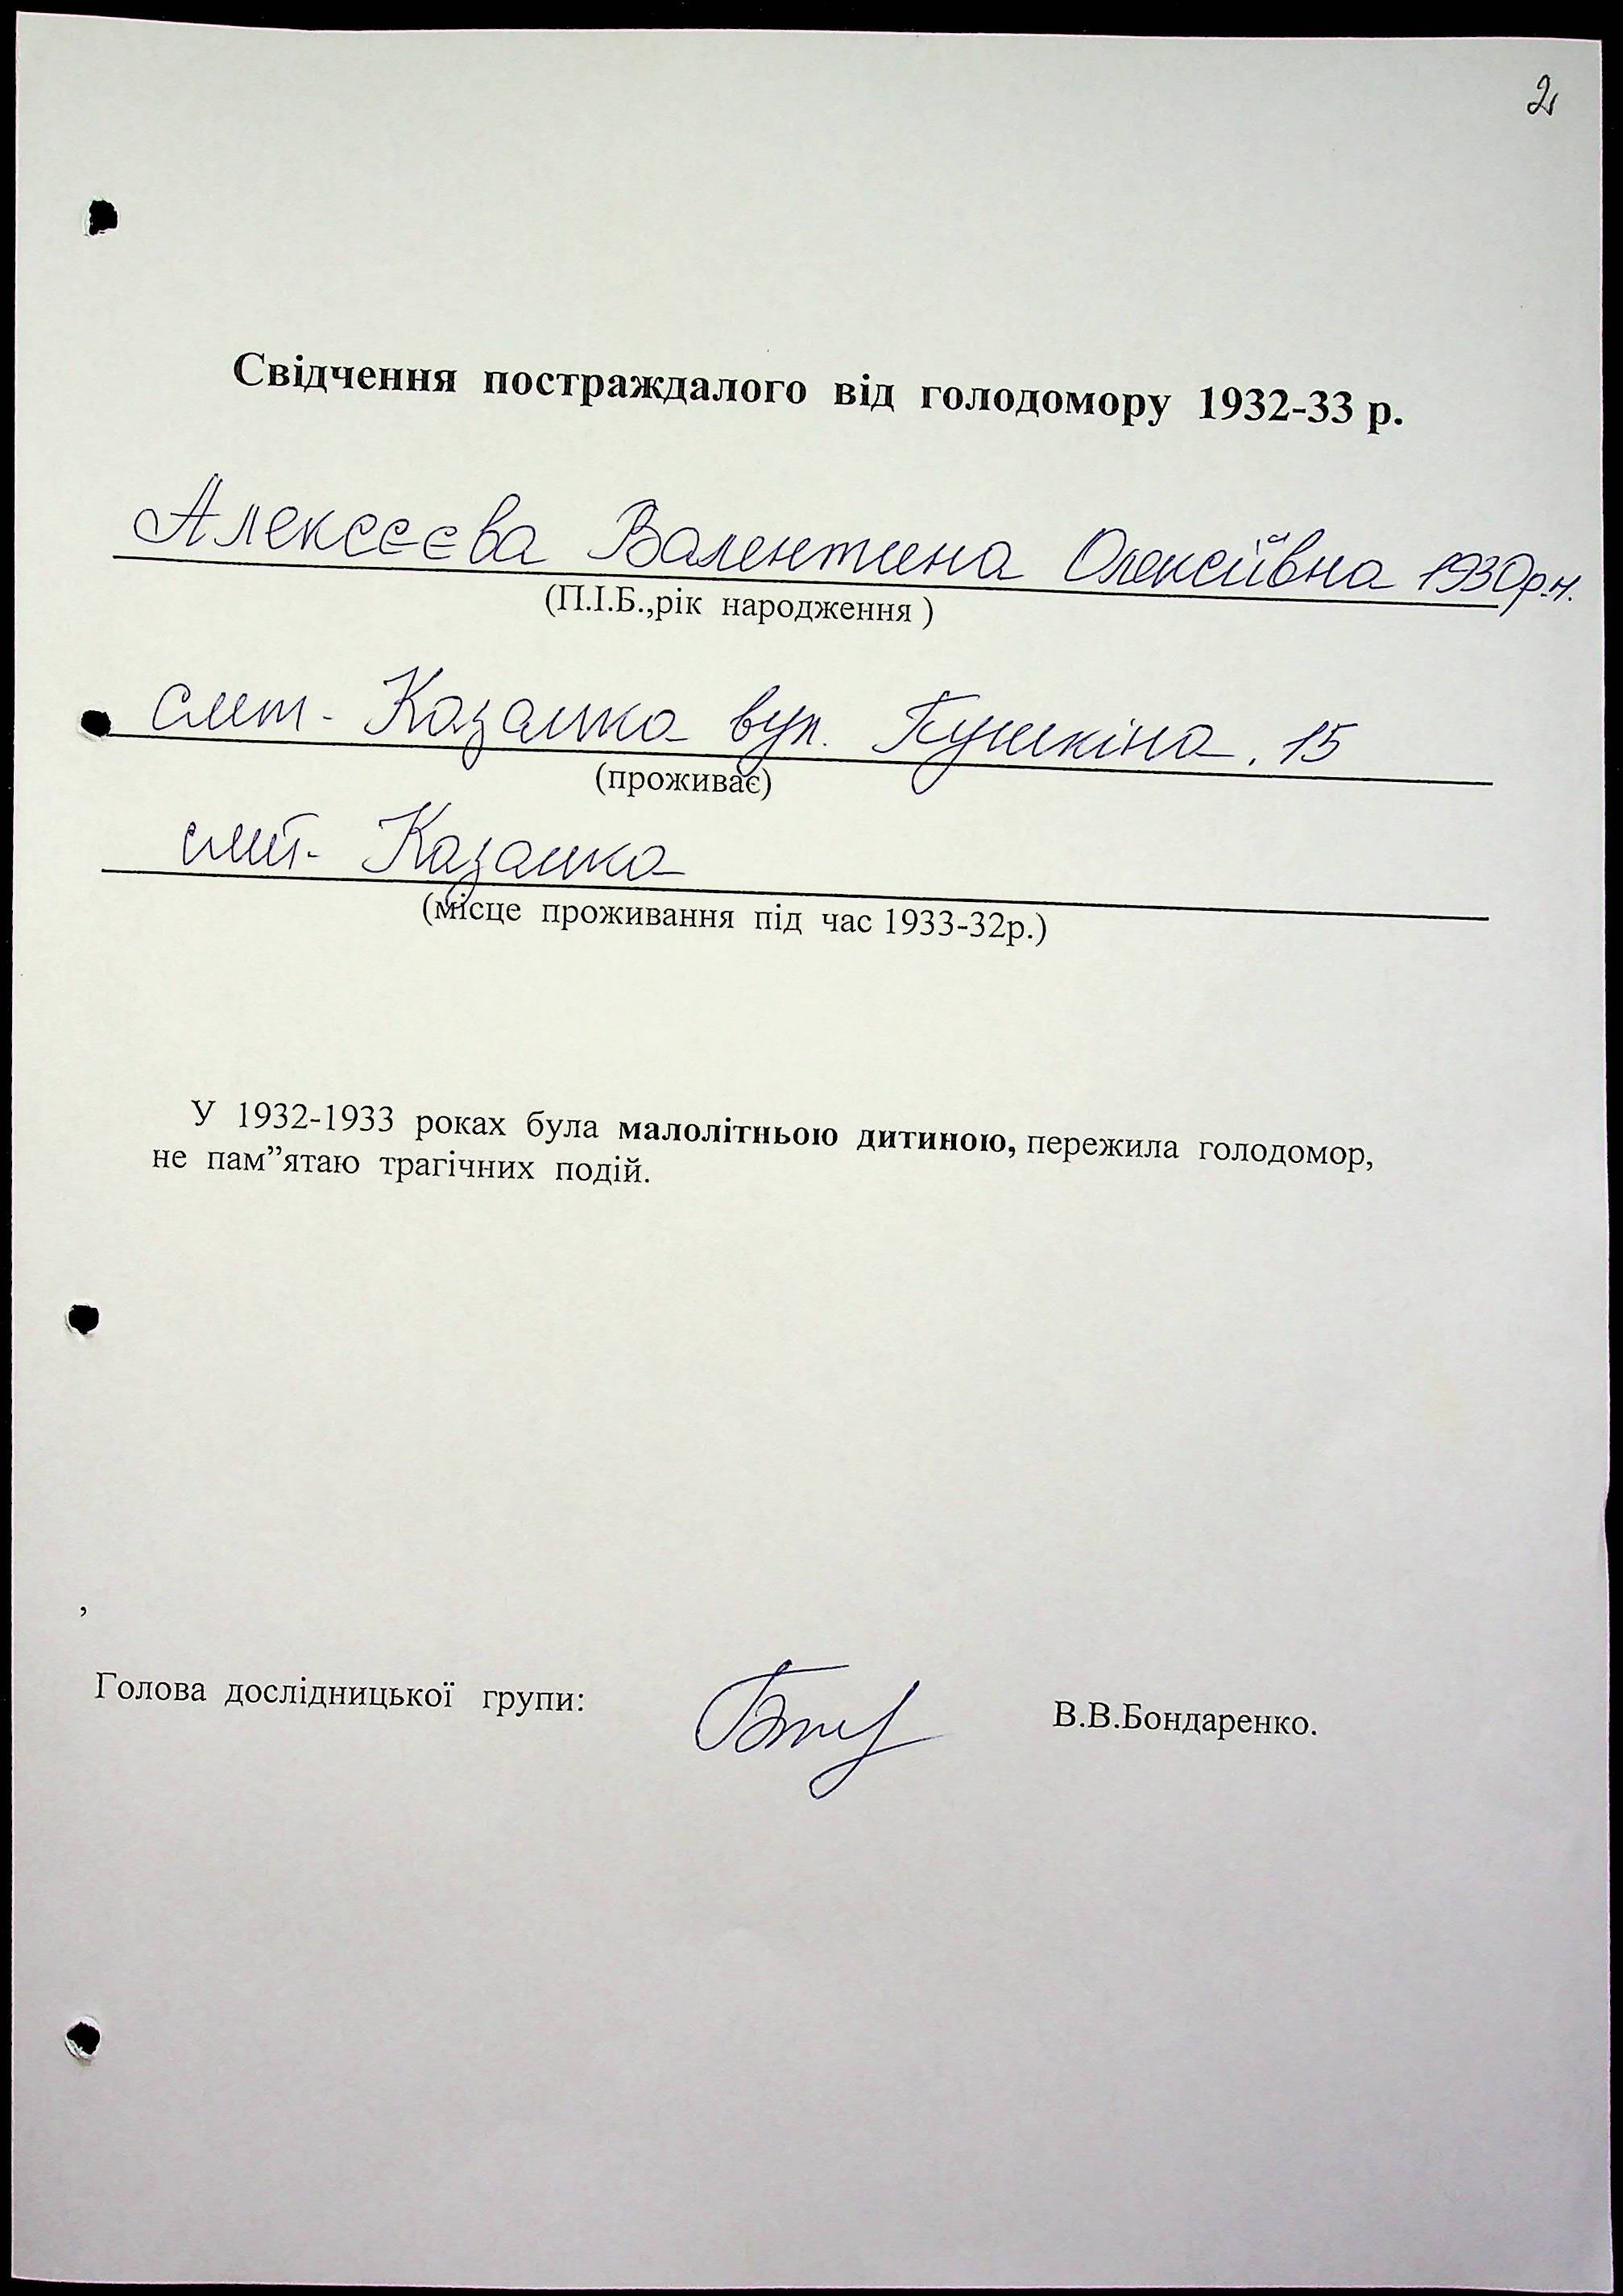 2
Свідчення постраждалого від голодомору 1932-33 р.
Алексєєва Валентина Олексіївна 1930р.н.
(П.І.Б.,рік народження )
смт. Казанка вул. Пушкіна. 15
(проживає)
смт. Казанка
(місце проживання під час 1933-32р.)
У 1932-1933 роках була малолітньою дитиною, пережила голодомор,
не пам”ятаю трагічних подій.
,
Голова дослідницької групи: В.В.Бондаренко.